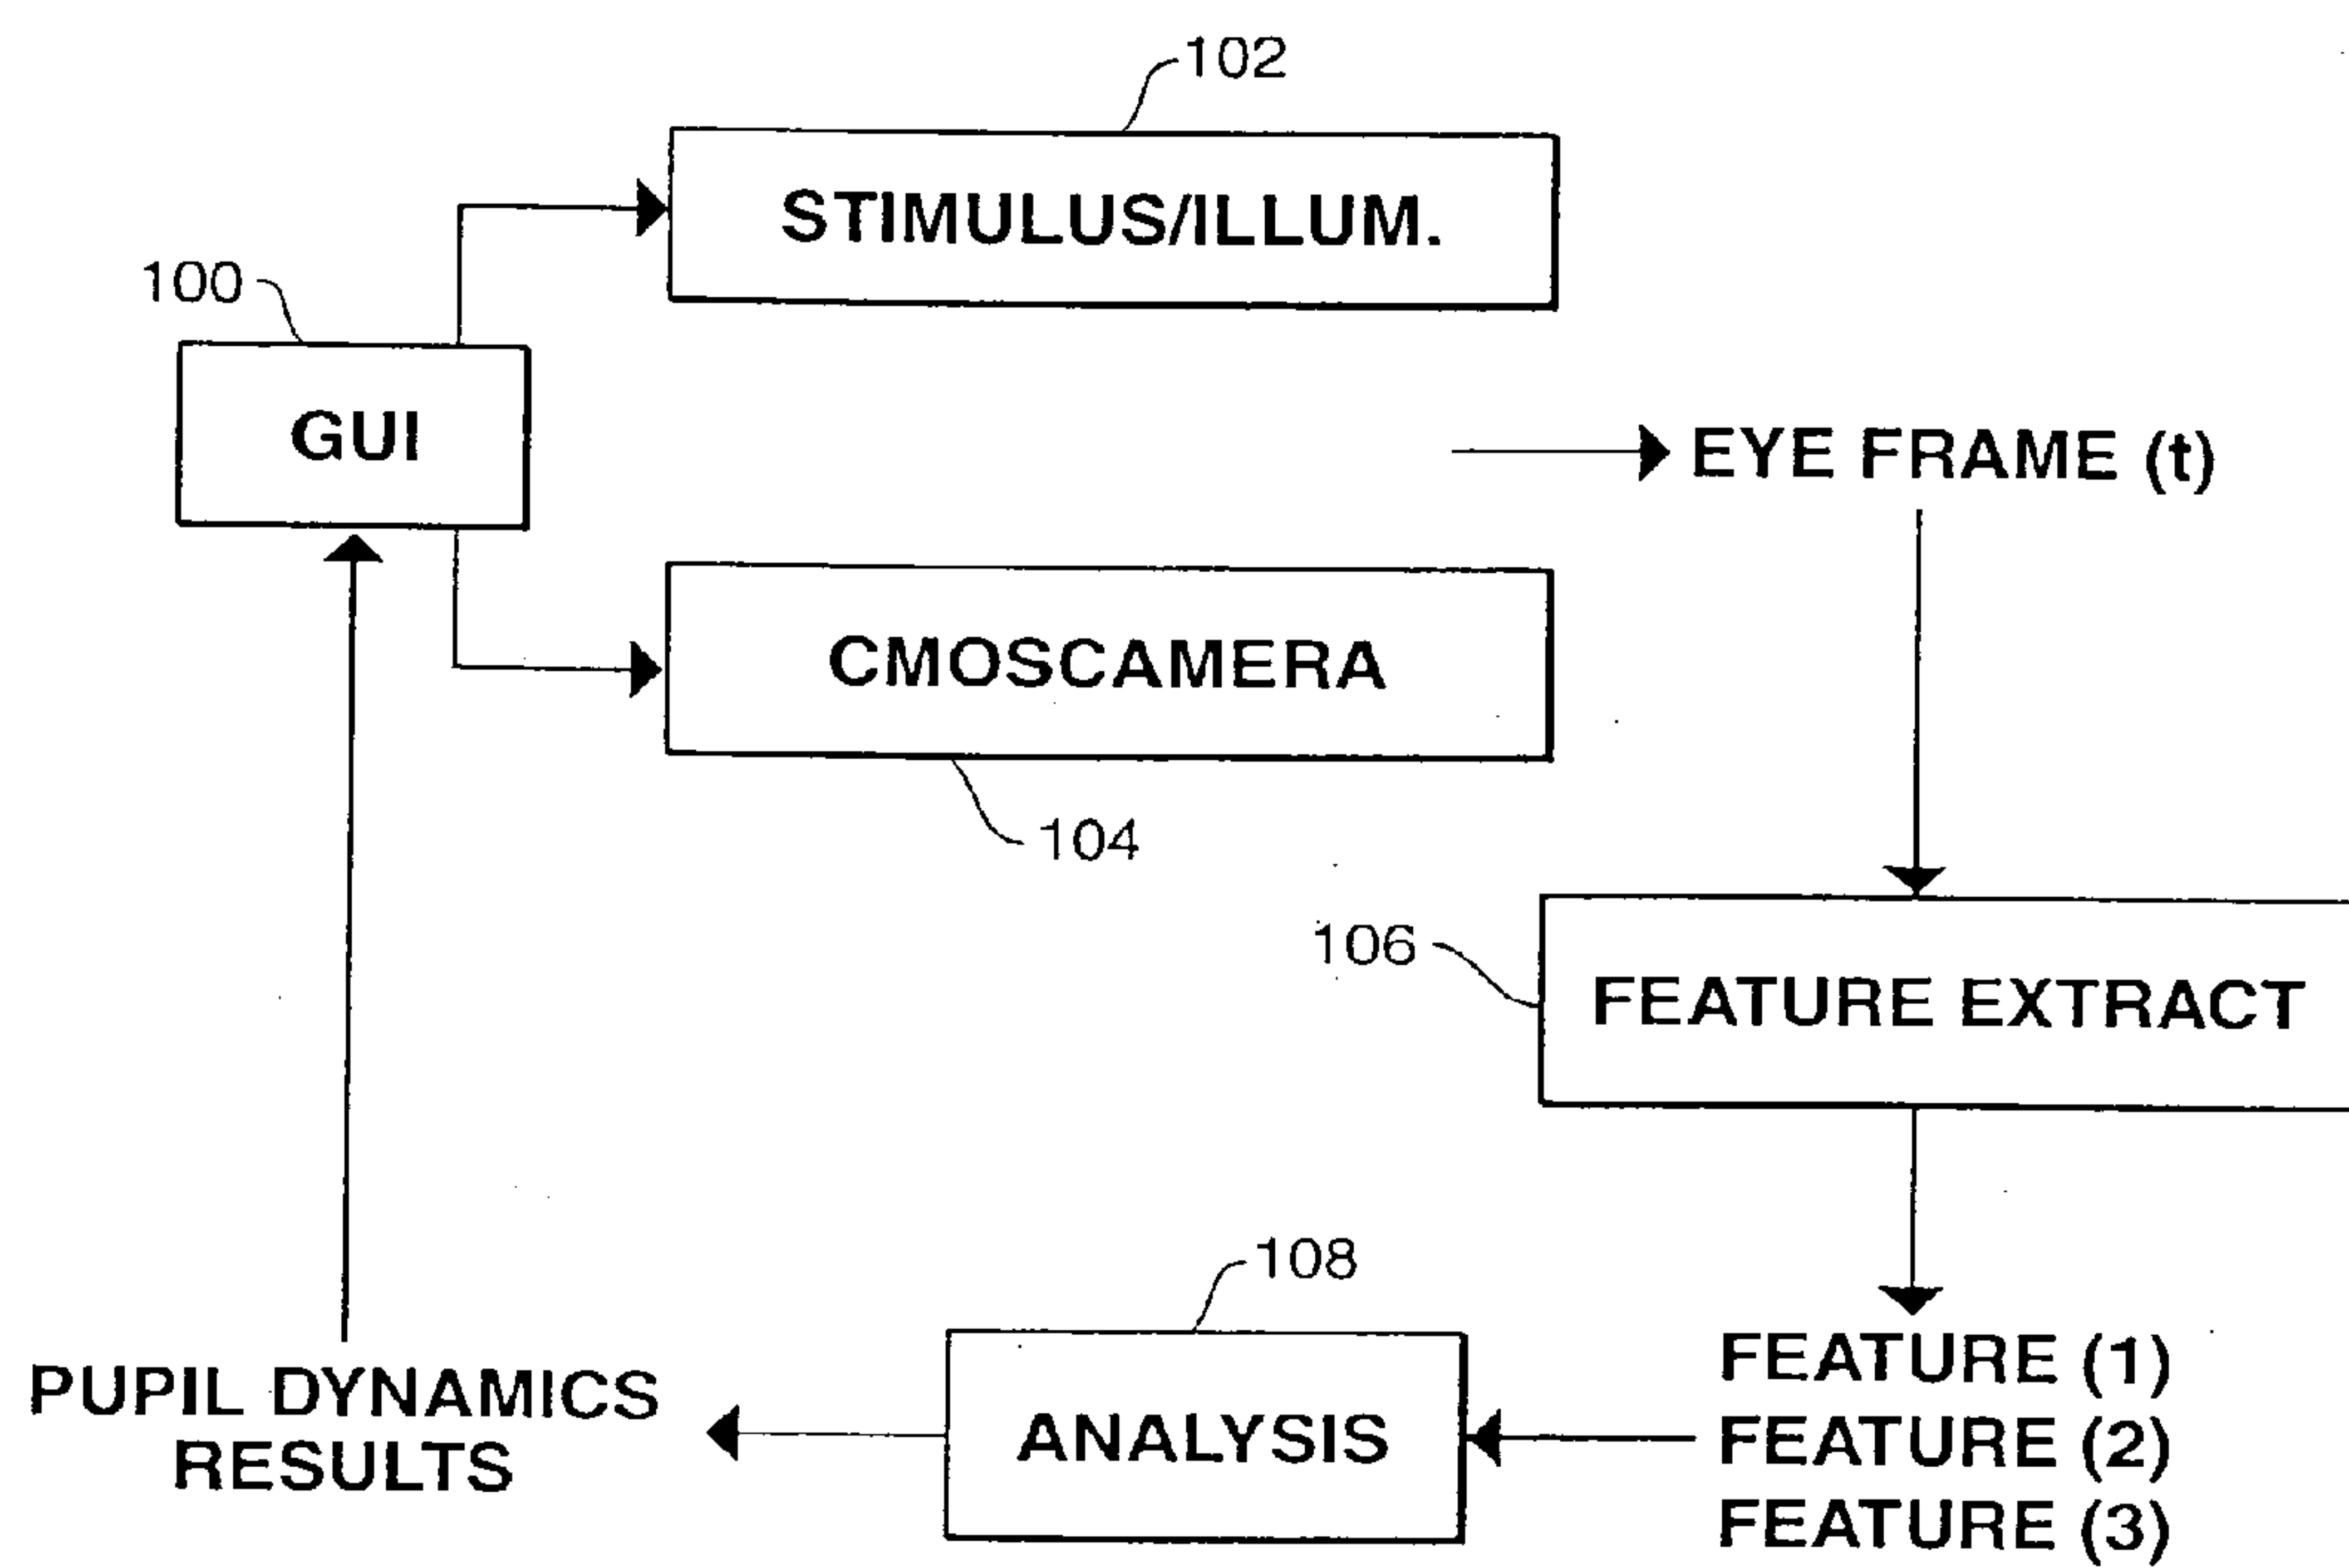 102
STIMULUS/ILLUM.
100
GUI
EYE FRAME (t)
CMOSCAMERA
104
106
FEATURE EXTRACT
108
PUPIL DYNAMICS
RESULTS
ANALYSIS
FEATURE (1)
FEATURE (2)
FEATURE (3)